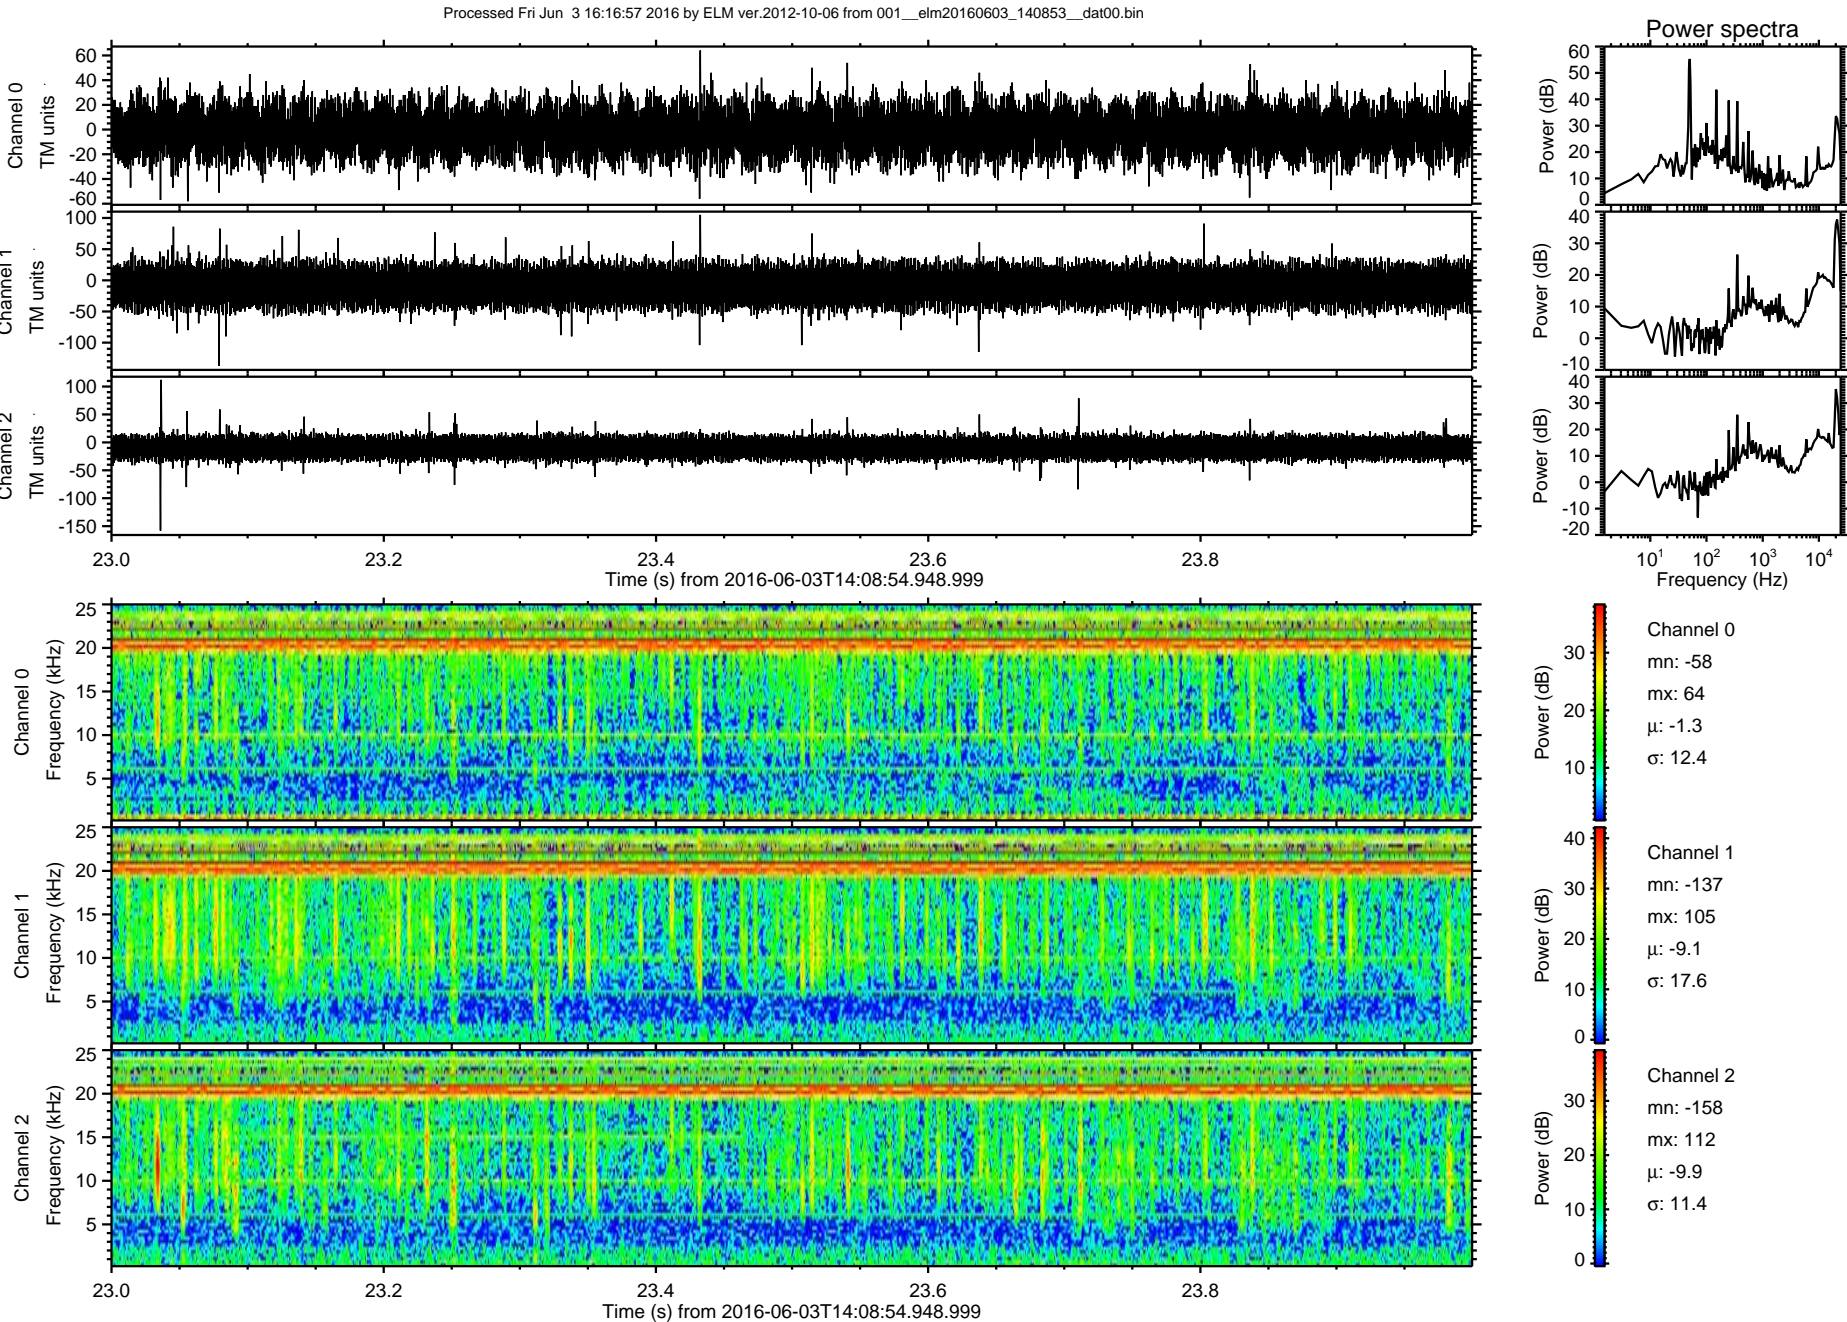 Processed Fri Jun  3 16:16:57 2016 by ELM ver.2012-10-06 from 001__elm20160603_140853__dat00.bin
Power spectra
Channel 0
TM units
60
40
20
0
-20
-40
-60
Power (dB)
60
50
40
30
20
10
0
Channel 1
TM units
100
50
0
-50
-100
Power (dB)
40
30
20
10
0
-10
Channel 2
TM units
100
50
0
-50
-100
-150
Power (dB)
40
30
20
10
0
-10
-20
23.0 23.2 23.4 23.6 23.8
Time (s) from 2016-06-03T14:08:54.948.999
10¹ 10² 10³ 10⁴
Frequency (Hz)
Channel 0
Frequency (kHz)
25
20
15
10
5
Power (dB)
30
20
10
Channel 0
mn: -58
mx: 64
μ: -1.3
σ: 12.4
Channel 1
Frequency (kHz)
25
20
15
10
5
Power (dB)
40
30
20
10
0
Channel 1
mn: -137
mx: 105
μ: -9.1
σ: 17.6
Channel 2
Frequency (kHz)
25
20
15
10
5
Power (dB)
30
20
10
0
Channel 2
mn: -158
mx: 112
μ: -9.9
σ: 11.4
23.0 23.2 23.4 23.6 23.8
Time (s) from 2016-06-03T14:08:54.948.999